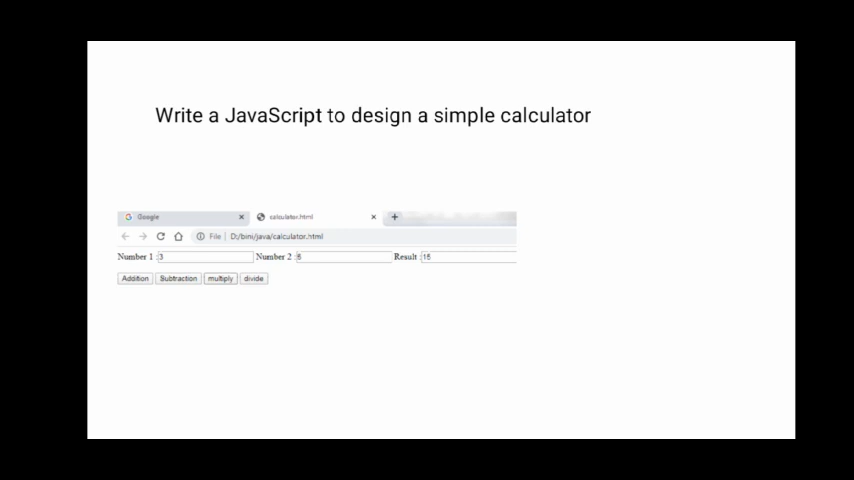 Write a JavaScript to design a simple calculator
Google calculator.html
File D:/bini/java/calculator.html
Number 1 :3 Number 2 :5 Result :15
Addition Subtraction multiply divide